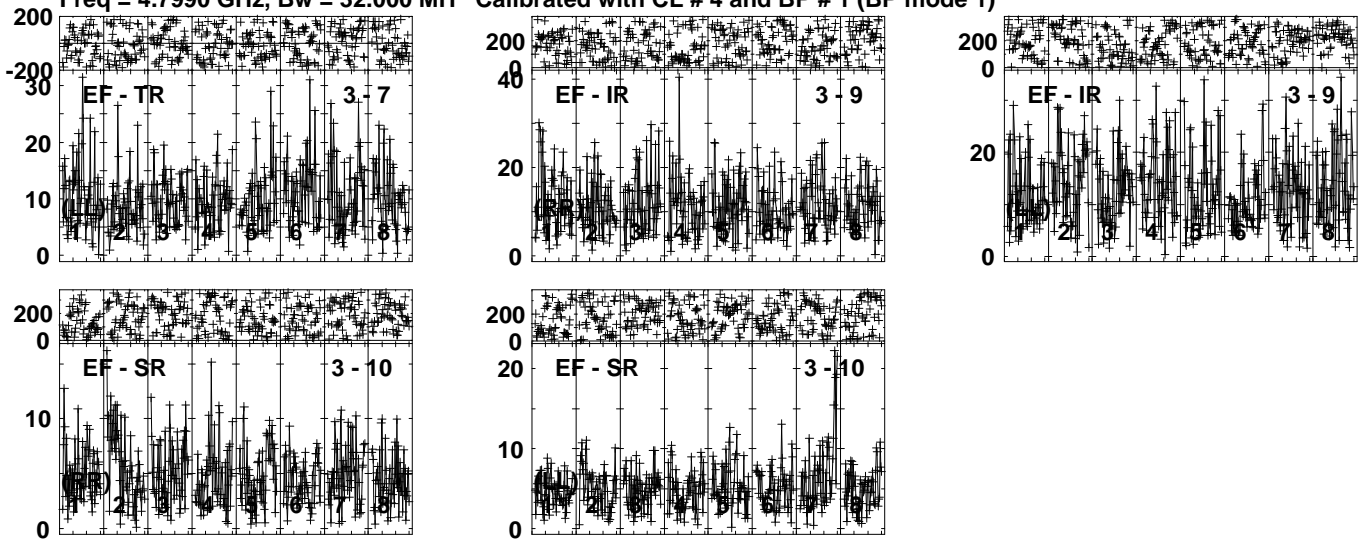 Freq = 4.7990 GHz, Bw = 32.000 MH Calibrated with CL # 4 and BP # 1 (BP mode 1)
200
-200
200
0
200
0
30
20
10
0
EF - TR 3 - 7
(LL)
1 2 3 4 5 6 7 8
40
20
0
EF - IR 3 - 9
(RR)
1 2 3 4 5 6 7 8
20
0
EF - IR 3 - 9
1 2 3 4 5 6 7 8
200
0
200
0
10
0
EF - SR 3 - 10
(RR)
1 2 3 4 5 6 7 8
20
10
0
EF - SR 3 - 10
(LL)
1 2 3 4 5 6 7 8